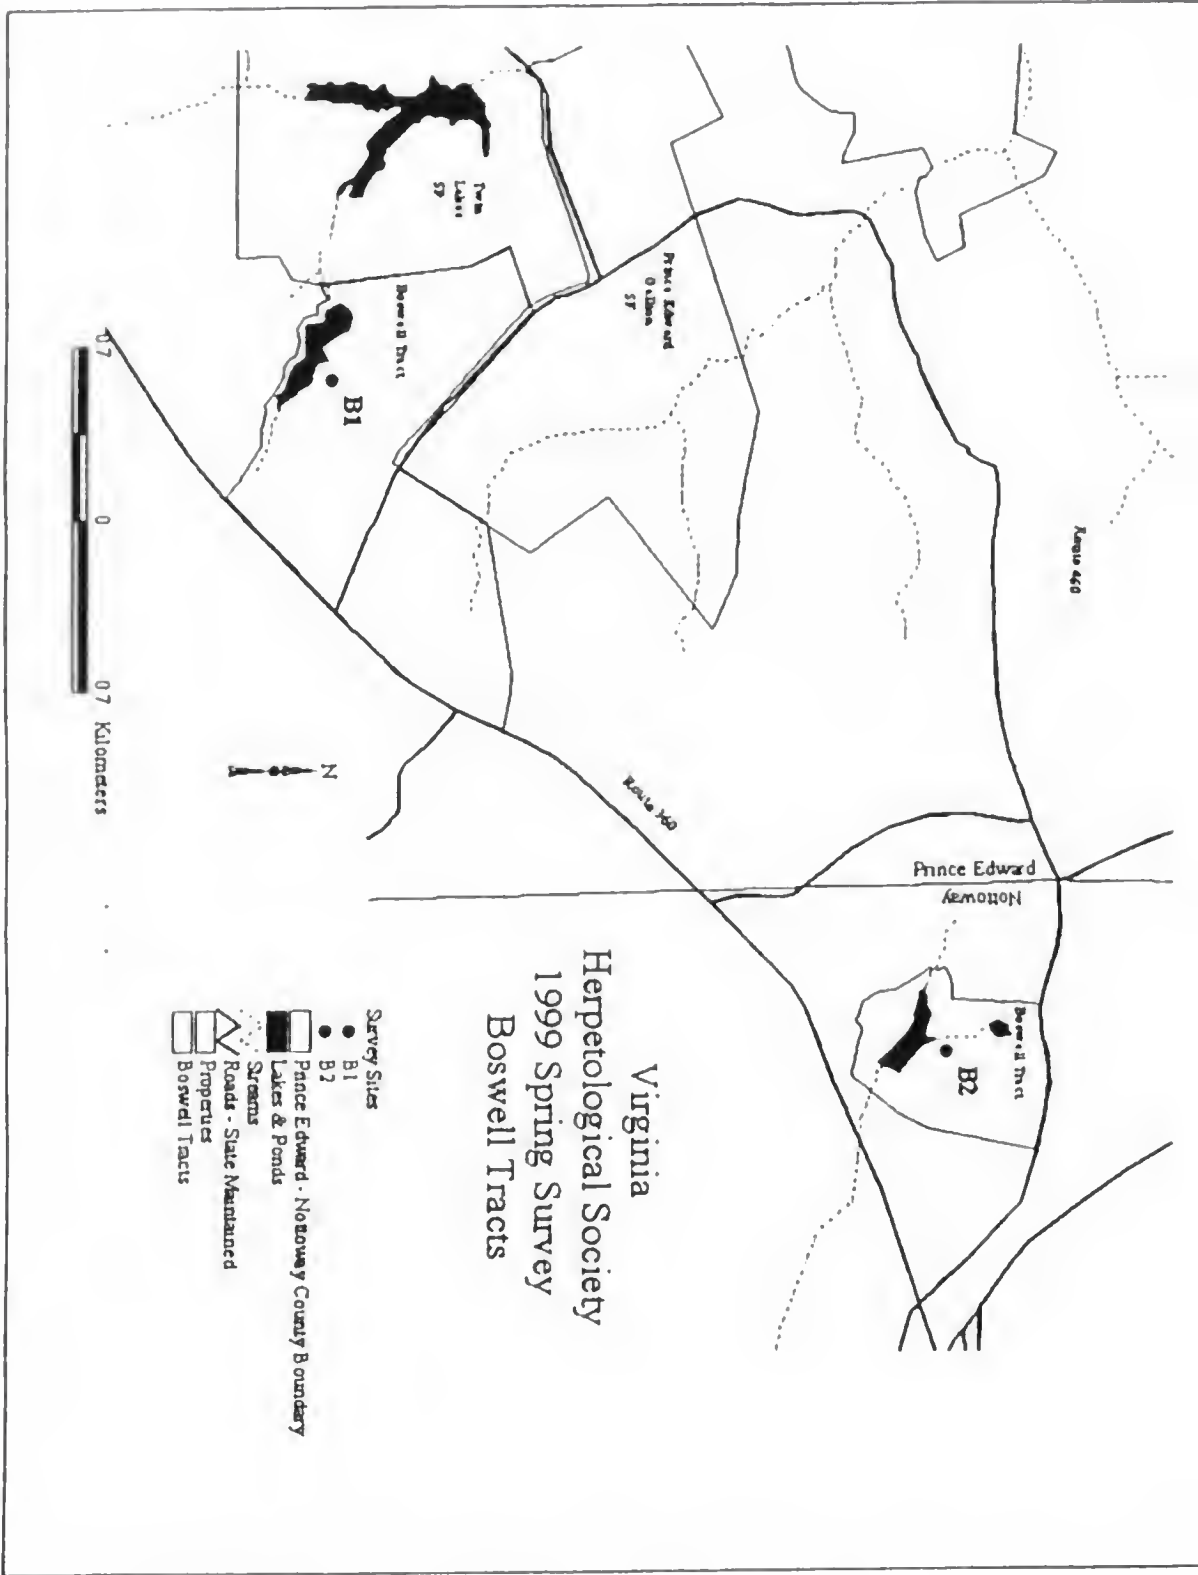 Route 460
Prince Edward
Nottoway
Boswell Tract
B2
Prince Edward
SF
Route 360
Twin
Lakes
SP
Boswell Tract
B1
Virginia
Herpetological Society
1999 Spring Survey
Boswell Tracts
N
0.7 0 0.7 Kilometers
Survey Sites
B1
B2
Prince Edward - Nottoway County Boundary
Lakes & Ponds
Streams
Roads - State Maintained
Properties
Boswell Tracts